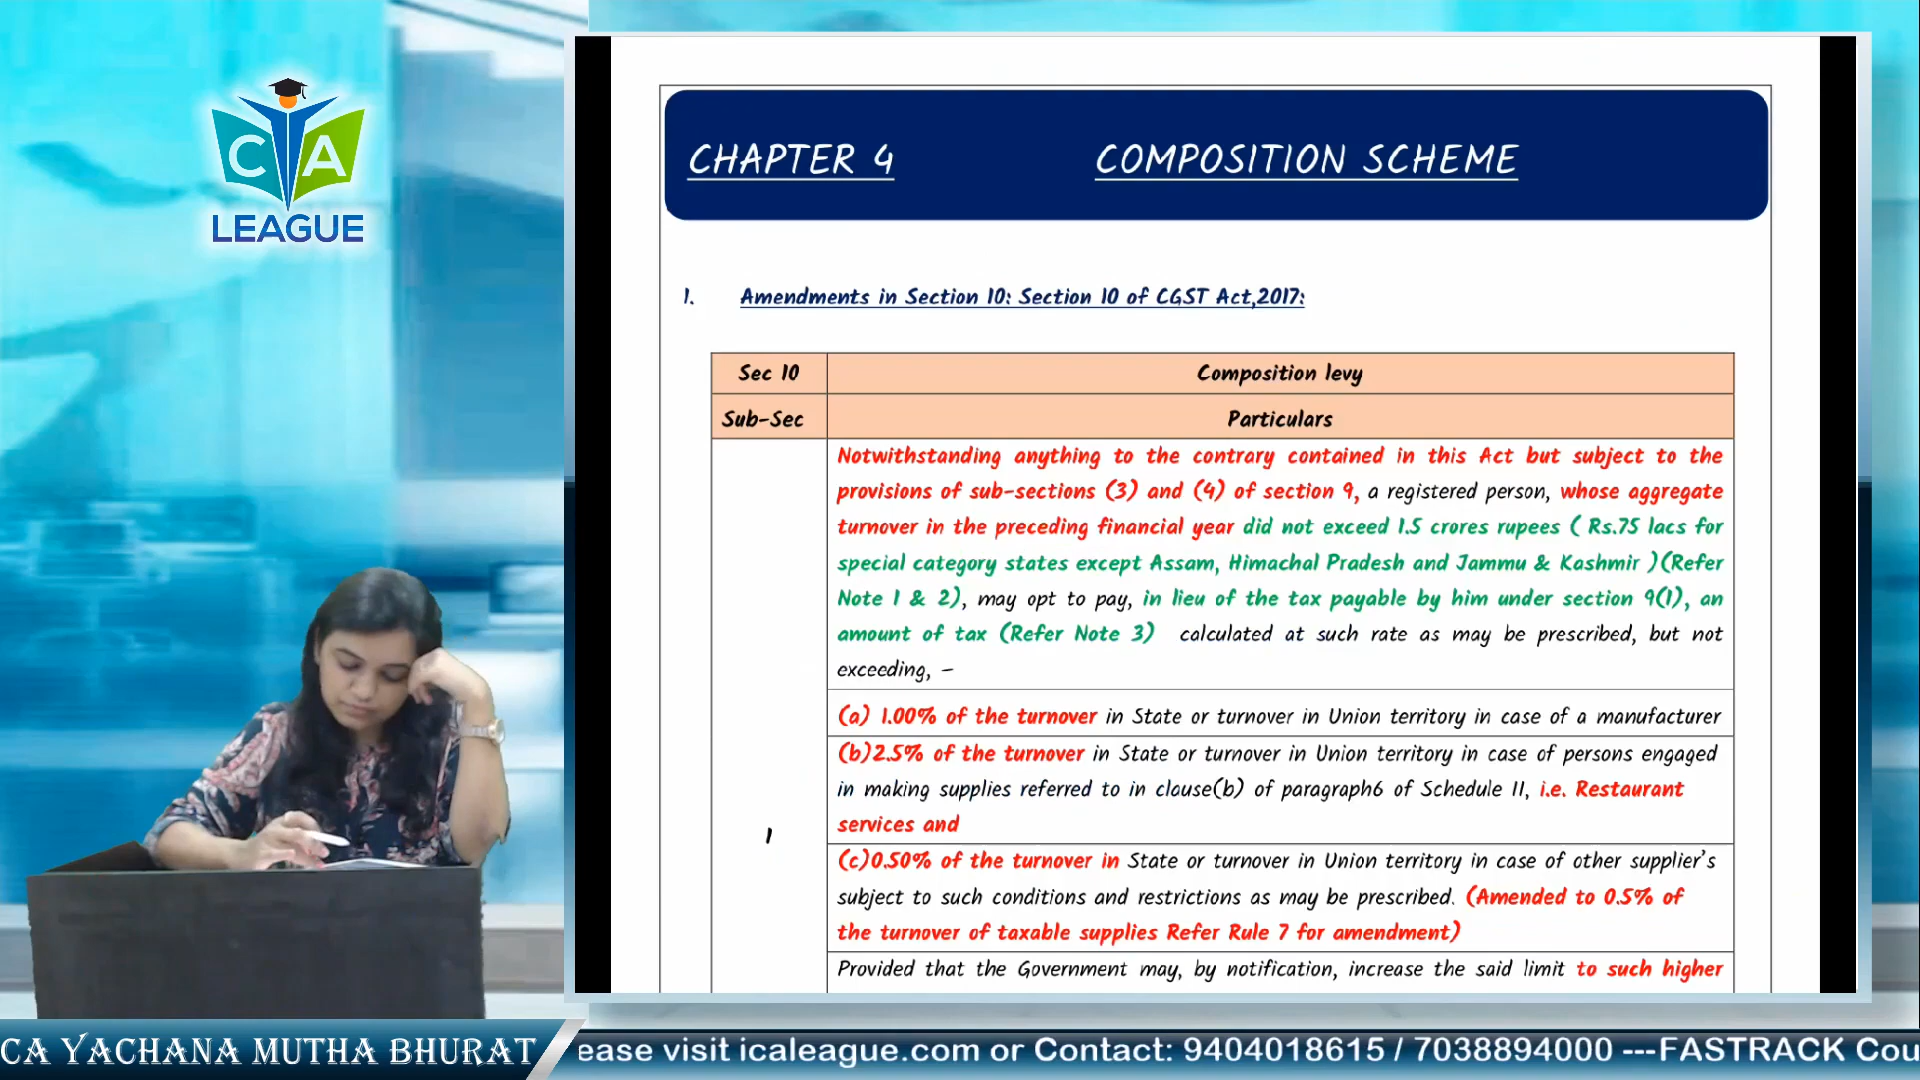 CA
LEAGUE
CHAPTER 4 COMPOSITION SCHEME
1. Amendments in Section 10: Section 10 of CGST Act,2017:
Sec 10 Composition levy
Sub-Sec Particulars
Notwithstanding anything to the contrary contained in this Act but subject to the
provisions of sub-sections (3) and (4) of section 9, a registered person, whose aggregate
turnover in the preceding financial year did not exceed 1.5 crores rupees ( Rs.75 lacs for
special category states except Assam, Himachal Pradesh and Jammu & Kashmir )(Refer
Note 1 & 2), may opt to pay, in lieu of the tax payable by him under section 9(1), an
amount of tax (Refer Note 3) calculated at such rate as may be prescribed, but not
exceeding, –
(a) 1.00% of the turnover in State or turnover in Union territory in case of a manufacturer
(b)2.5% of the turnover in State or turnover in Union territory in case of persons engaged
in making supplies referred to in clause(b) of paragraph6 of Schedule II, i.e. Restaurant
services and
1
(c)0.50% of the turnover in State or turnover in Union territory in case of other supplier's
subject to such conditions and restrictions as may be prescribed. (Amended to 0.5% of
the turnover of taxable supplies Refer Rule 7 for amendment)
Provided that the Government may, by notification, increase the said limit to such higher
CA YACHANA MUTHA BHURAT
ease visit icaleague.com or Contact: 9404018615 / 7038894000 ---FASTRACK Cou